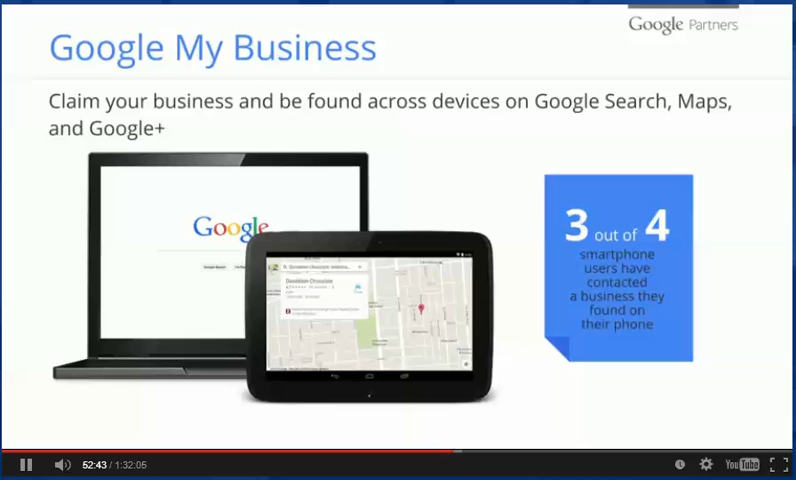 Google Partners
Google My Business
Claim your business and be found across devices on Google Search, Maps,
and Google+
Google
Dandelion Chocolate
3 out of 4
smartphone
users have
contacted
a business they
found on
their phone
52:43 / 1:32:05
YouTube